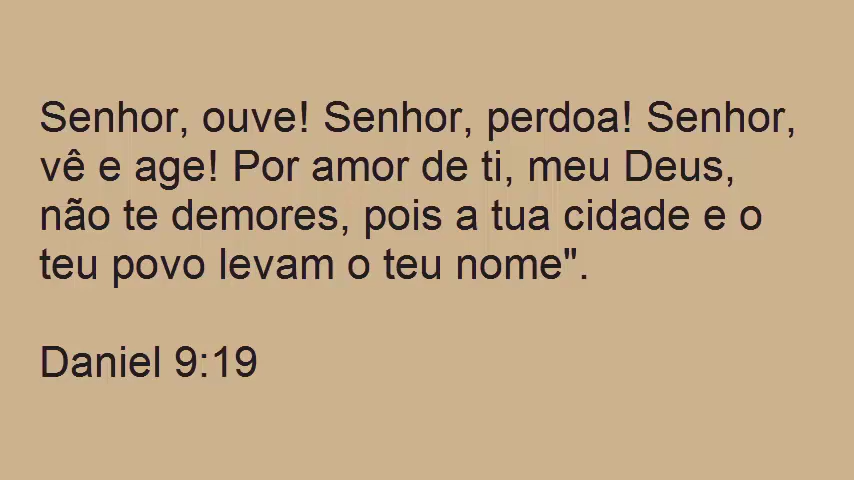 Senhor, ouve! Senhor, perdoa! Senhor,
vê e age! Por amor de ti, meu Deus,
não te demores, pois a tua cidade e o
teu povo levam o teu nome".
Daniel 9:19